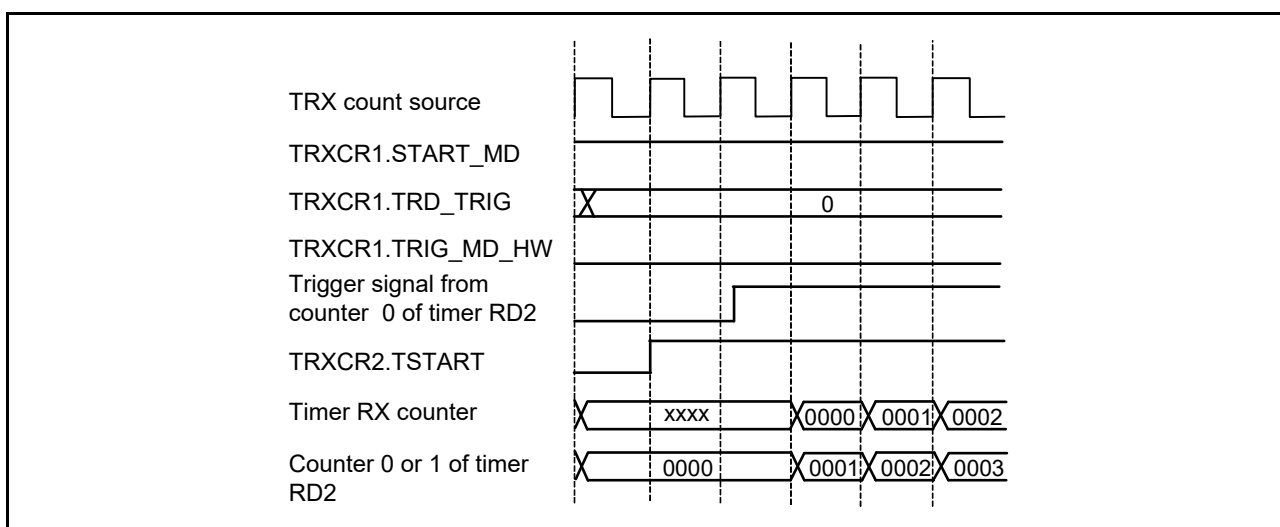 TRX count source
TRXCR1.START_MD
TRXCR1.TRD_TRIG
0
TRXCR1.TRIG_MD_HW
Trigger signal from
counter 0 of timer RD2
TRXCR2.TSTART
Timer RX counter
xxxx 0000 0001 0002
Counter 0 or 1 of timer
RD2
0000 0001 0002 0003